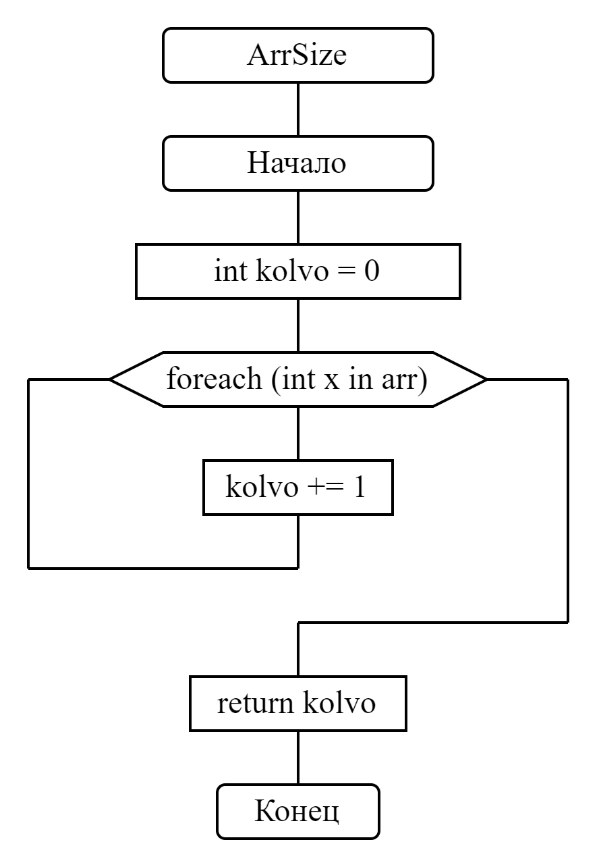 ArrSize
Начало
int kolvo = 0
foreach (int x in arr)
kolvo += 1
return kolvo
Конец